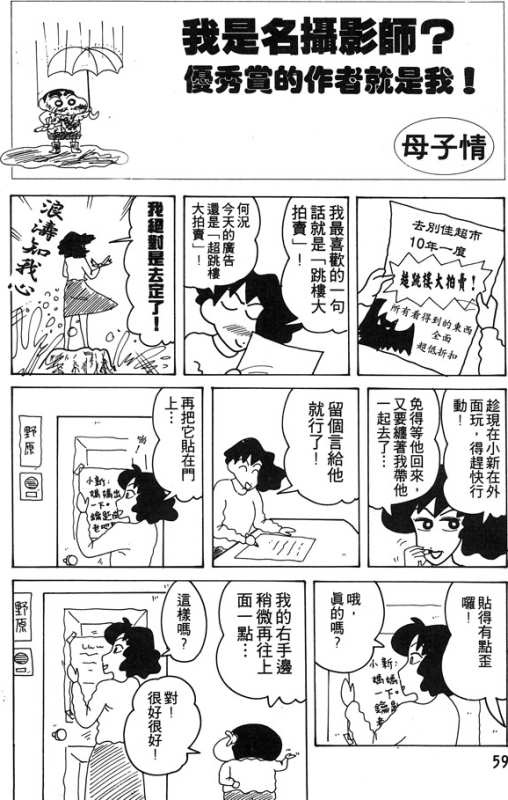 我是名攝影師？
優秀賞的作者就是我！
母子情
去別佳超市
10年一度
超跳樓大拍賣！
所有看得到的東西
全面
超低折扣
我最喜歡的一句
話就是「跳樓大
拍賣」！
何況
今天的廣告
還是「超跳樓
大拍賣」！
我絕對是去定了！
浪濤知我心
趁現在小新在外
面玩，得趕快行
動！
免得等他回來，
又要纏著我帶他
一起去了…
留個言給他
就行了！
再把它貼在門
上…
啪！
野原
小新：
媽媽出
一下。
鑰匙
老
貼得有點歪
囉！
哦，
真的嗎？
小新：
媽媽
一下。
鑰匙
老
我的右手邊
稍微再往上
面一點…
這樣嗎？
對！
很好很好！
野原
59